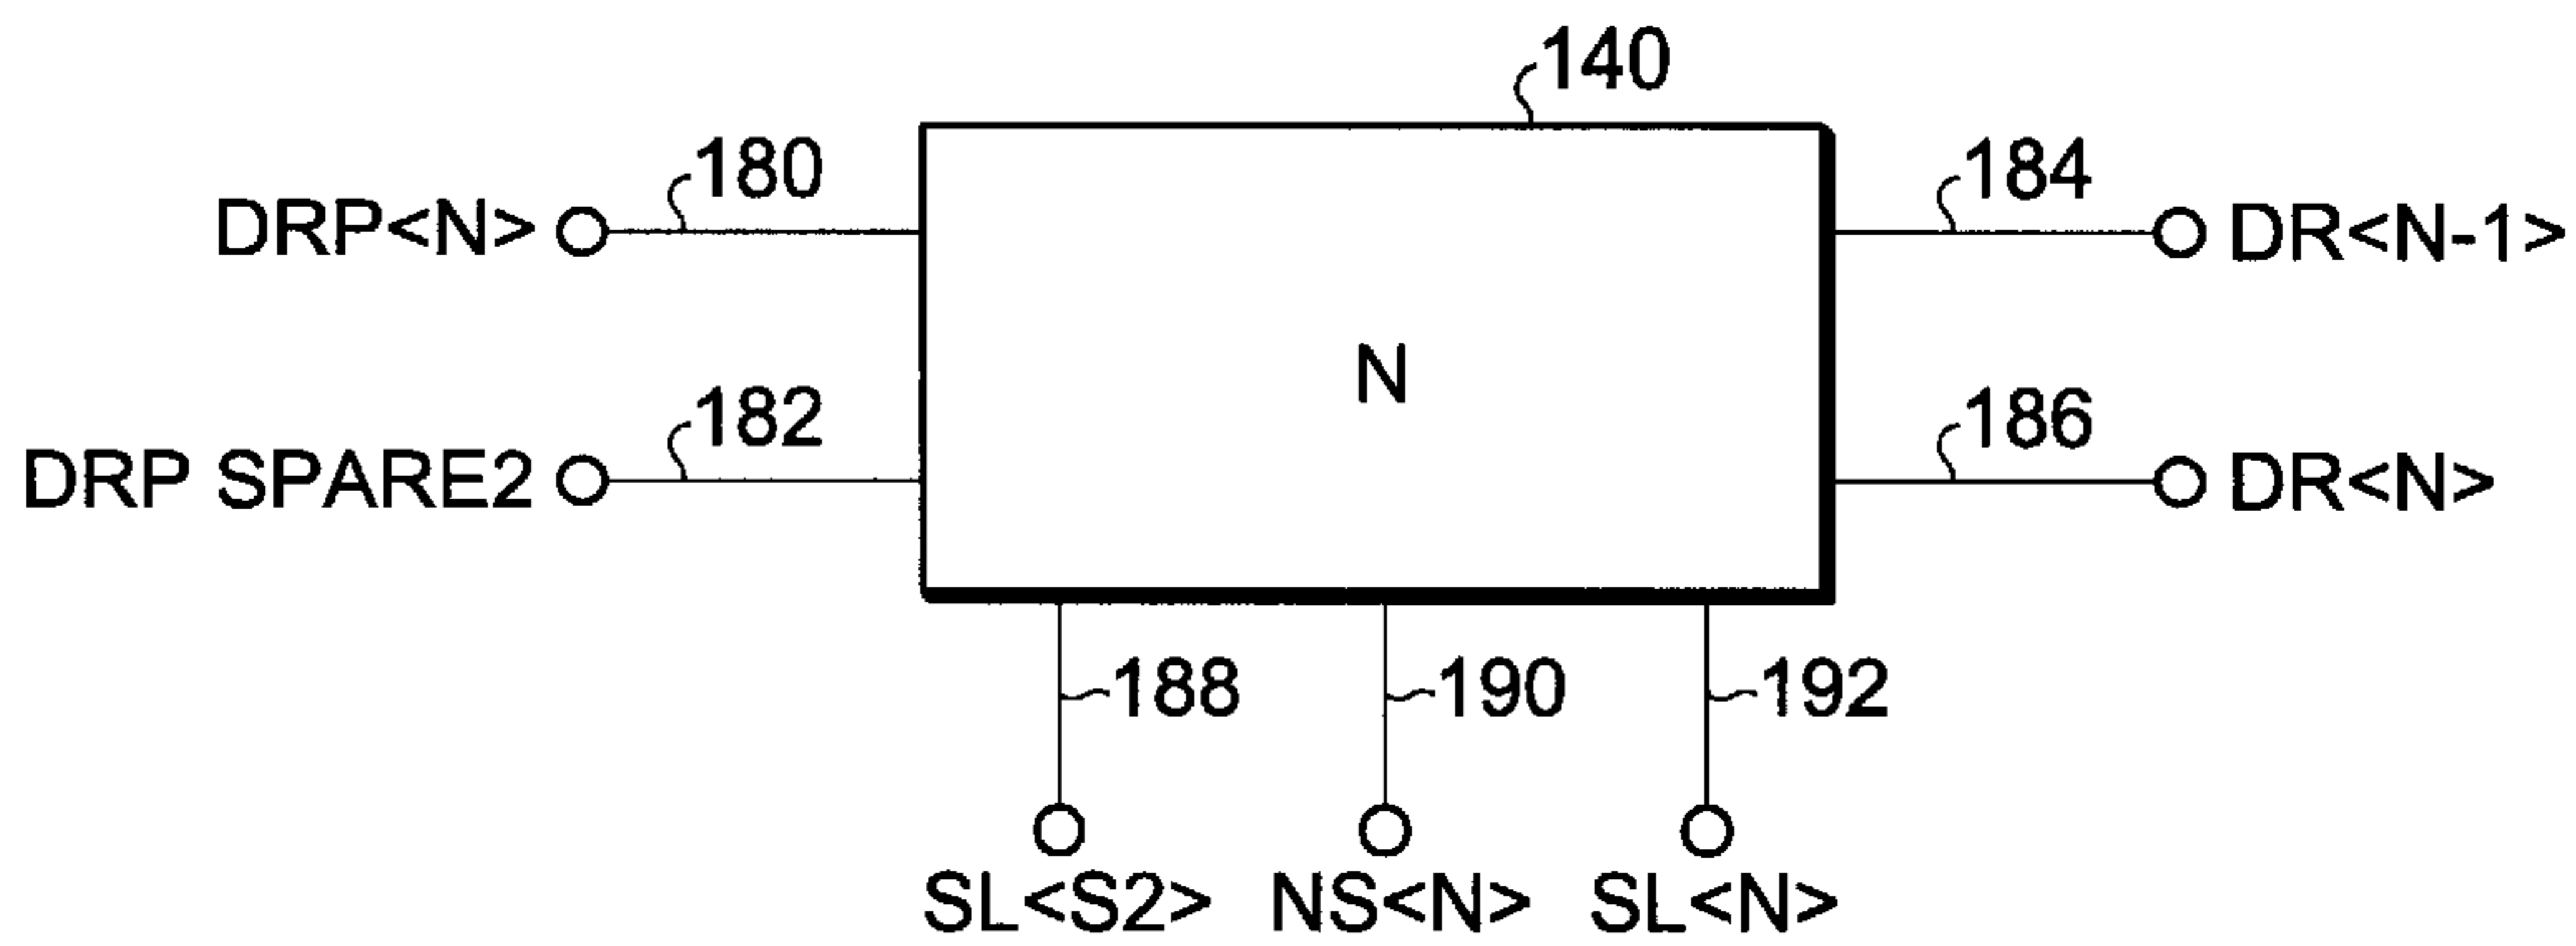 140
180
184
DRP<N>
DR<N-1>
N
182
186
DRP SPARE2
DR<N>
188
190
192
SL<S2>
NS<N>
SL<N>